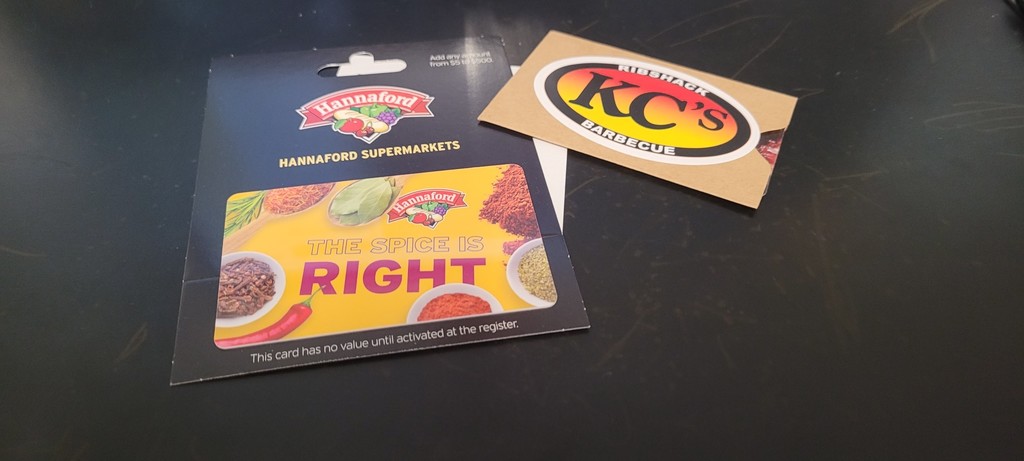 Add any amount
from $5 to $500.
Hannaford
HANNAFORD SUPERMARKETS
Hannaford
THE SPICE IS
RIGHT
This card has no value until activated at the register.
RIBSHACK
KC's
BARBECUE